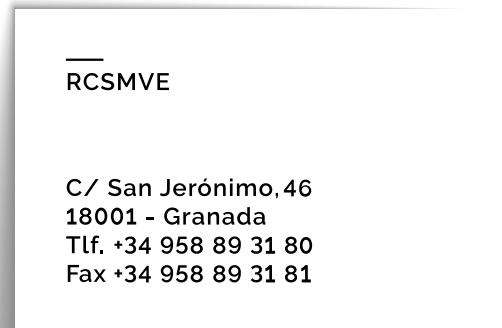 RCSMVE
C/ San Jerónimo, 46
18001 - Granada
Tlf. +34 958 89 31 80
Fax +34 958 89 31 81